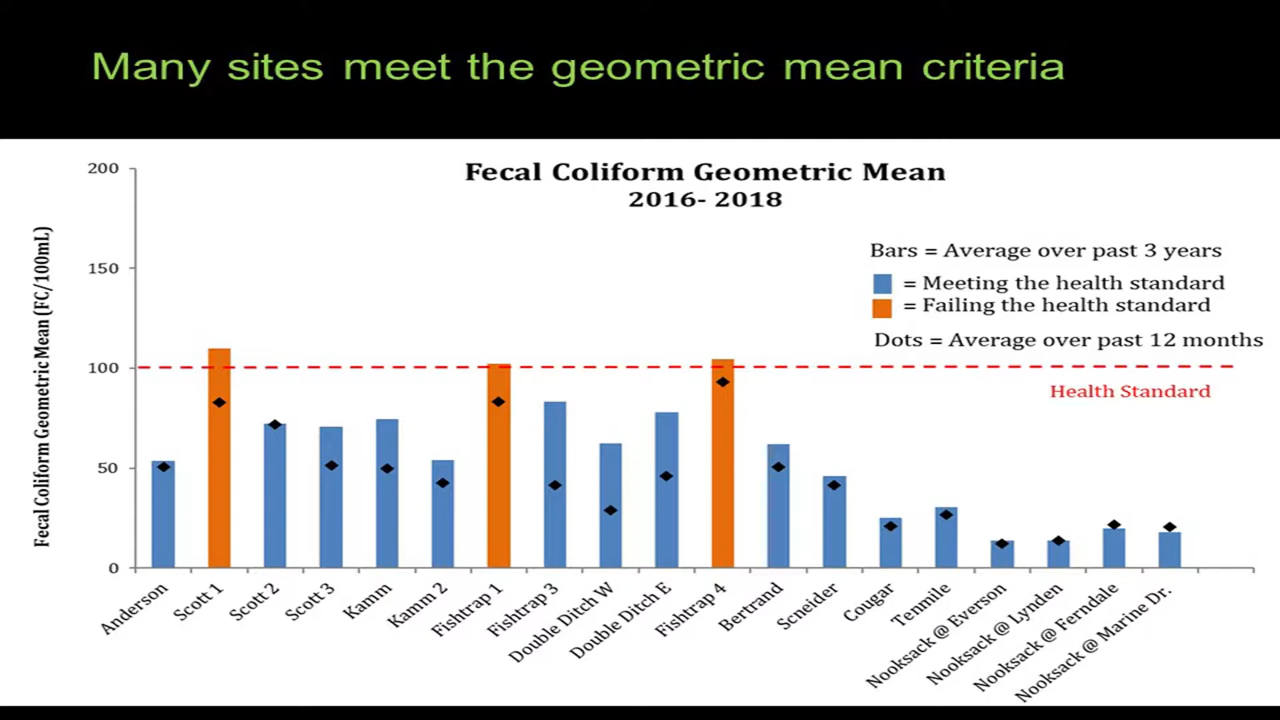 Many sites meet the geometric mean criteria
Fecal Coliform Geometric Mean
2016- 2018
Fecal Coliform Geometric Mean (FC/100mL)
200
150
100
50
0
Bars = Average over past 3 years
= Meeting the health standard
= Failing the health standard
Dots = Average over past 12 months
Health Standard
Anderson
Scott 1
Scott 2
Scott 3
Kamm
Kamm 2
Fishtrap 1
Fishtrap 3
Double Ditch W
Double Ditch E
Fishtrap 4
Bertrand
Scneider
Cougar
Tenmile
Nooksack @ Everson
Nooksack @ Lynden
Nooksack @ Ferndale
Nooksack @ Marine Dr.